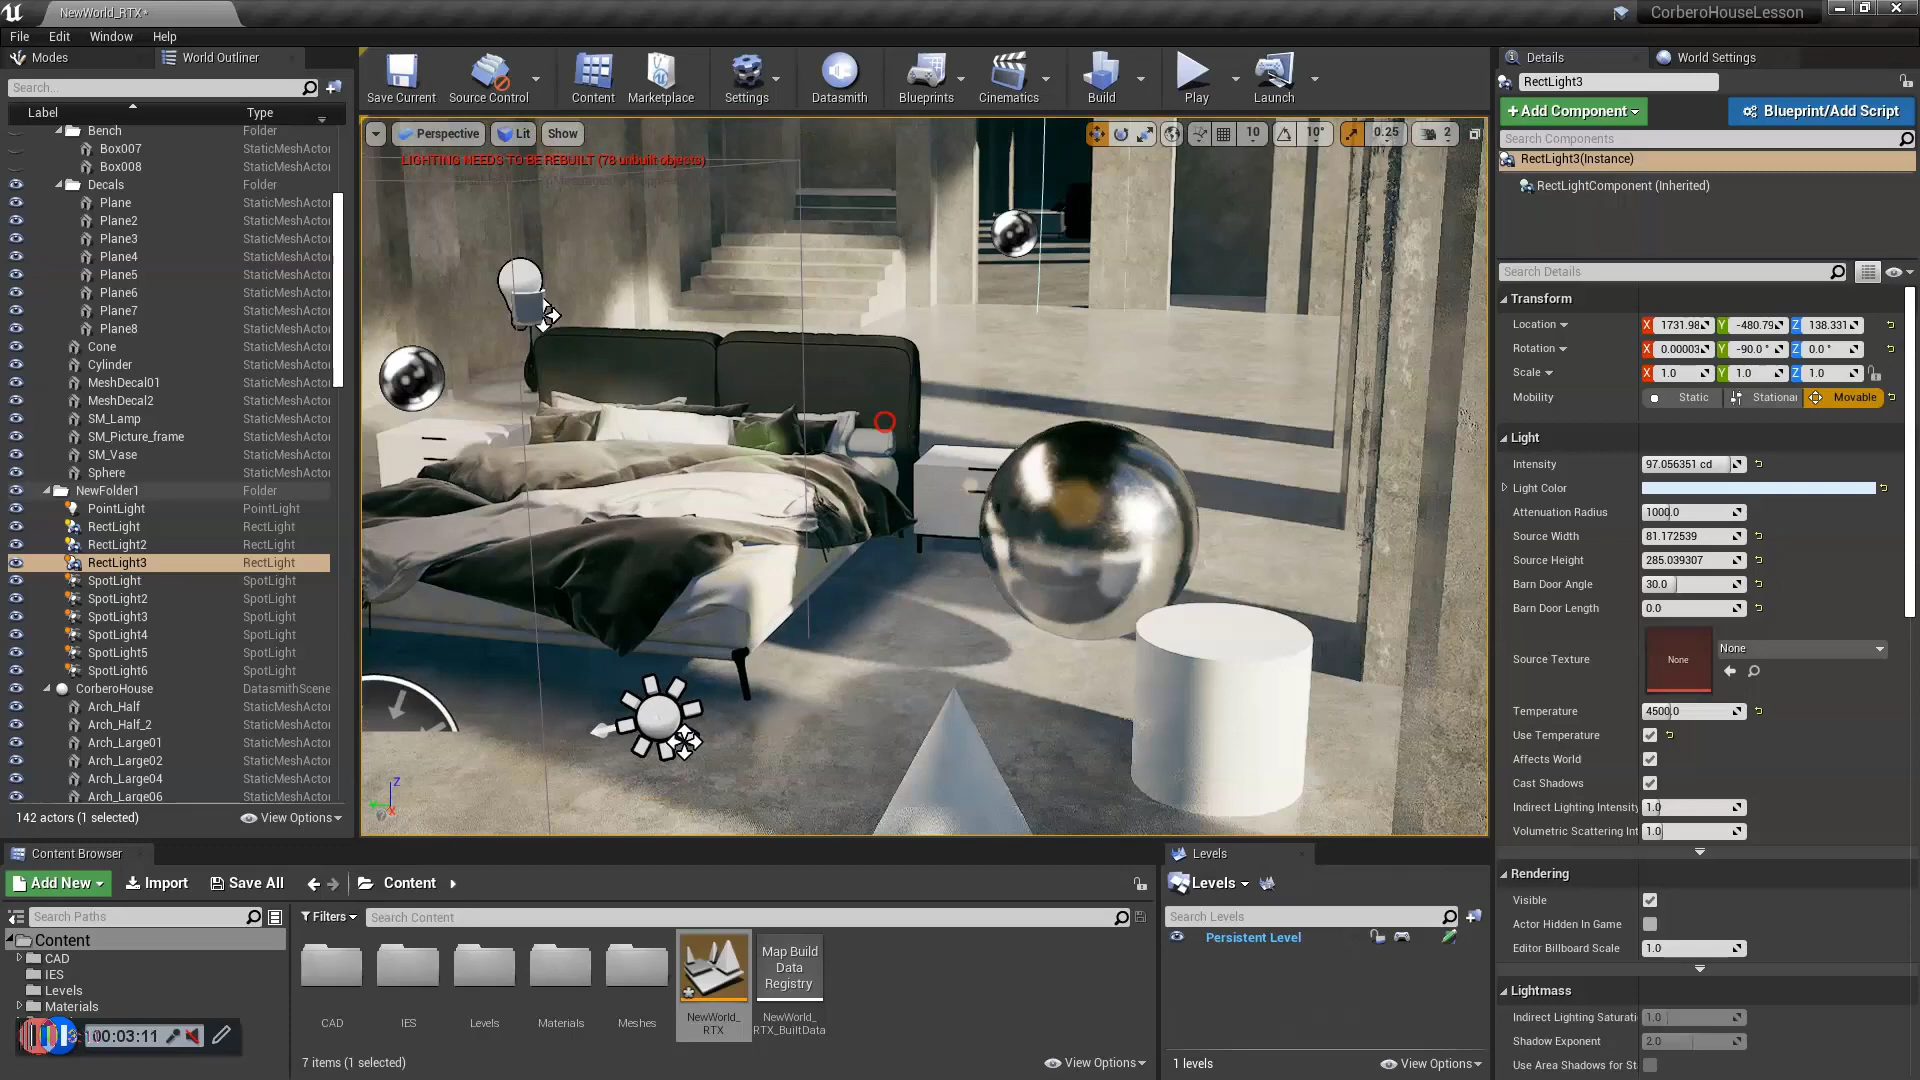 NewWorld_RTX*
CorberoHouseLesson
File Edit Window Help
Modes
World Outliner
Search...
Label Type
Bench Folder
Box007 StaticMeshActor
Box008 StaticMeshActor
Decals Folder
Plane StaticMeshActor
Plane2 StaticMeshActor
Plane3 StaticMeshActor
Plane4 StaticMeshActor
Plane5 StaticMeshActor
Plane6 StaticMeshActor
Plane7 StaticMeshActor
Plane8 StaticMeshActor
Cone StaticMeshActor
Cylinder StaticMeshActor
MeshDecal01 StaticMeshActor
MeshDecal2 StaticMeshActor
SM_Lamp StaticMeshActor
SM_Picture_frame StaticMeshActor
SM_Vase StaticMeshActor
Sphere StaticMeshActor
NewFolder1 Folder
PointLight PointLight
RectLight RectLight
RectLight2 RectLight
RectLight3 RectLight
SpotLight SpotLight
SpotLight2 SpotLight
SpotLight3 SpotLight
SpotLight4 SpotLight
SpotLight5 SpotLight
SpotLight6 SpotLight
CorberoHouse DatasmithScene
Arch_Half StaticMeshActor
Arch_Half_2 StaticMeshActor
Arch_Large01 StaticMeshActor
Arch_Large02 StaticMeshActor
Arch_Large04 StaticMeshActor
Arch_Large06 StaticMeshActor
142 actors (1 selected)
View Options
Save Current Source Control Content Marketplace Settings Datasmith Blueprints Cinematics Build Play Launch
Perspective Lit Show
10 10° 0.25 2
LIGHTING NEEDS TO BE REBUILT (78 unbuilt objects)
Z
X
Details
World Settings
RectLight3
+ Add Component
Blueprint/Add Script
Search Components
RectLight3(Instance)
RectLightComponent (Inherited)
Search Details
Transform
Location X 1731.98 Y -480.79 Z 138.331
Rotation X 0.00003 Y -90.0 ° Z 0.0 °
Scale X 1.0 Y 1.0 Z 1.0
Mobility Static Stationar Movable
Light
Intensity 97.056351 cd
Light Color
Attenuation Radius 1000.0
Source Width 81.172539
Source Height 285.039307
Barn Door Angle 30.0
Barn Door Length 0.0
Source Texture None None
Temperature 4500.0
Use Temperature
Affects World
Cast Shadows
Indirect Lighting Intensity 1.0
Volumetric Scattering Int 1.0
Rendering
Visible
Actor Hidden In Game
Editor Billboard Scale 1.0
Lightmass
Indirect Lighting Saturati 1.0
Shadow Exponent 2.0
Use Area Shadows for St
Content Browser
Add New Import Save All Content
Search Paths
Content
CAD
IES
Levels
Materials
00:03:11
Filters
Search Content
CAD
IES
Levels
Materials
Meshes
NewWorld_
RTX
Map Build
Data
Registry
NewWorld_
RTX_BuiltData
7 items (1 selected)
View Options
Levels
Levels
Search Levels
Persistent Level
1 levels
View Options